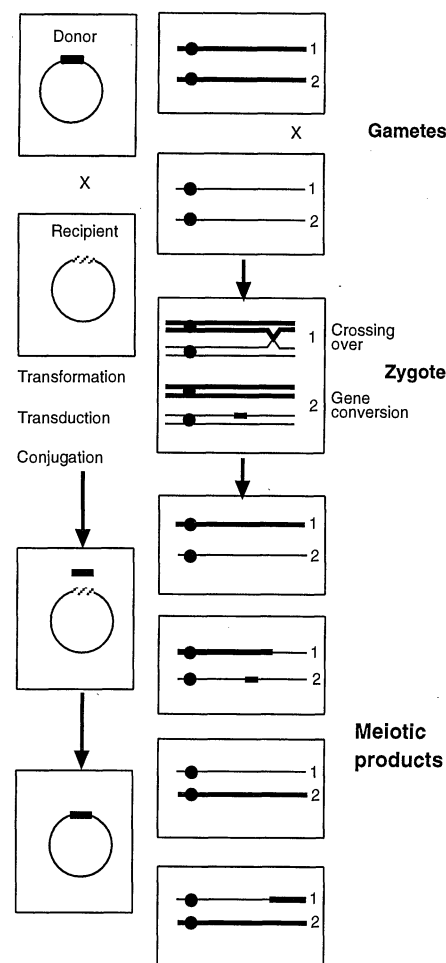 Donor
X
Recipient
Transformation
Transduction
Conjugation
1
2
X
Gametes
1
2
1
Crossing
over
Zygote
2
Gene
conversion
1
2
1
2
Meiotic
products
1
2
1
2